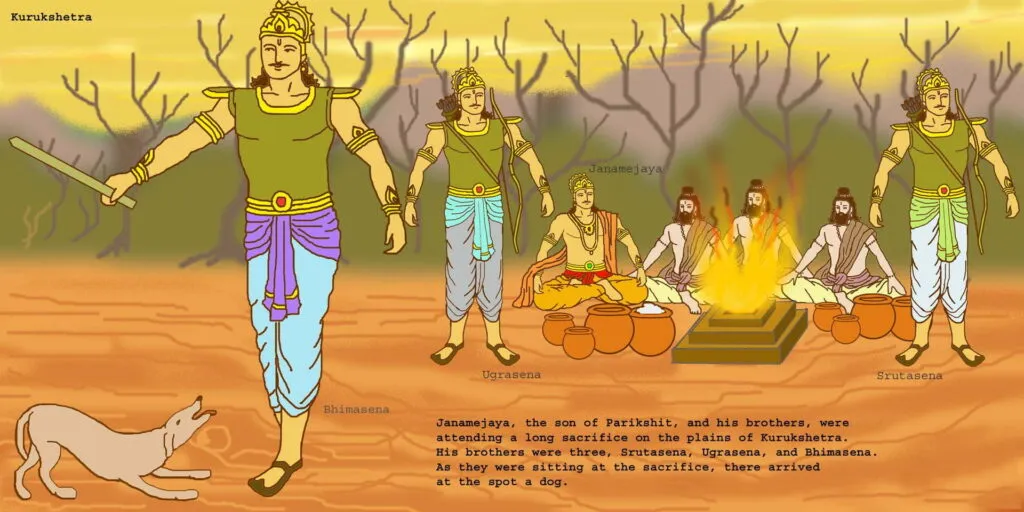 Kurukshetra
Janamejaya
Ugrasena
Srutasena
Bhimasena
Janamejaya, the son of Parikshit, and his brothers, were
attending a long sacrifice on the plains of Kurukshetra.
His brothers were three, Srutasena, Ugrasena, and Bhimasena.
As they were sitting at the sacrifice, there arrived
at the spot a dog.